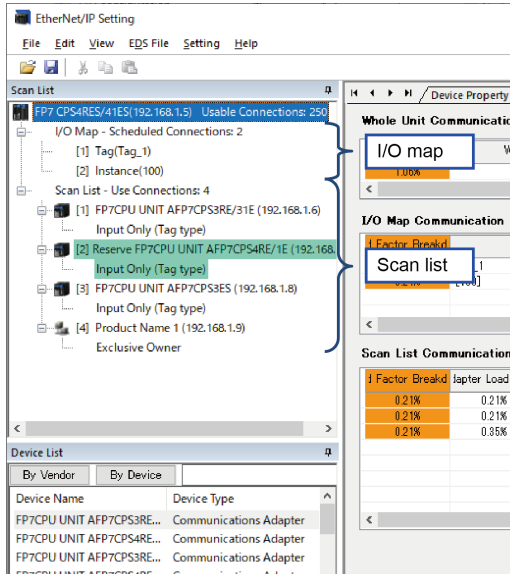 EtherNet/IP Setting
File Edit View EDS File Setting Help
Scan List
FP7 CPS4RES/41ES(192.168.1.5) Usable Connections: 250
I/O Map - Scheduled Connections: 2
[1] Tag(Tag_1)
[2] Instance(100)
Scan List - Use Connections: 4
[1] FP7CPU UNIT AFP7CPS3RE/31E (192.168.1.6)
Input Only (Tag type)
[2] Reserve FP7CPU UNIT AFP7CPS4RE/1E (192.168.
Input Only (Tag type)
[3] FP7CPU UNIT AFP7CPS3ES (192.168.1.8)
Input Only (Tag type)
[4] Product Name 1 (192.168.1.9)
Exclusive Owner
Device List
By Vendor By Device
Device Name Device Type
FP7CPU UNIT AFP7CPS3RE... Communications Adapter
FP7CPU UNIT AFP7CPS4RE... Communications Adapter
FP7CPU UNIT AFP7CPS3RE... Communications Adapter
Device Property
Whole Unit Communicatio
I/O map
1.06%
I/O Map Communication
Factor Breakd
Scan list
_1
0.21%
Scan List Communication
Factor Breakd dapter Load
0.21% 0.21%
0.21% 0.21%
0.21% 0.35%